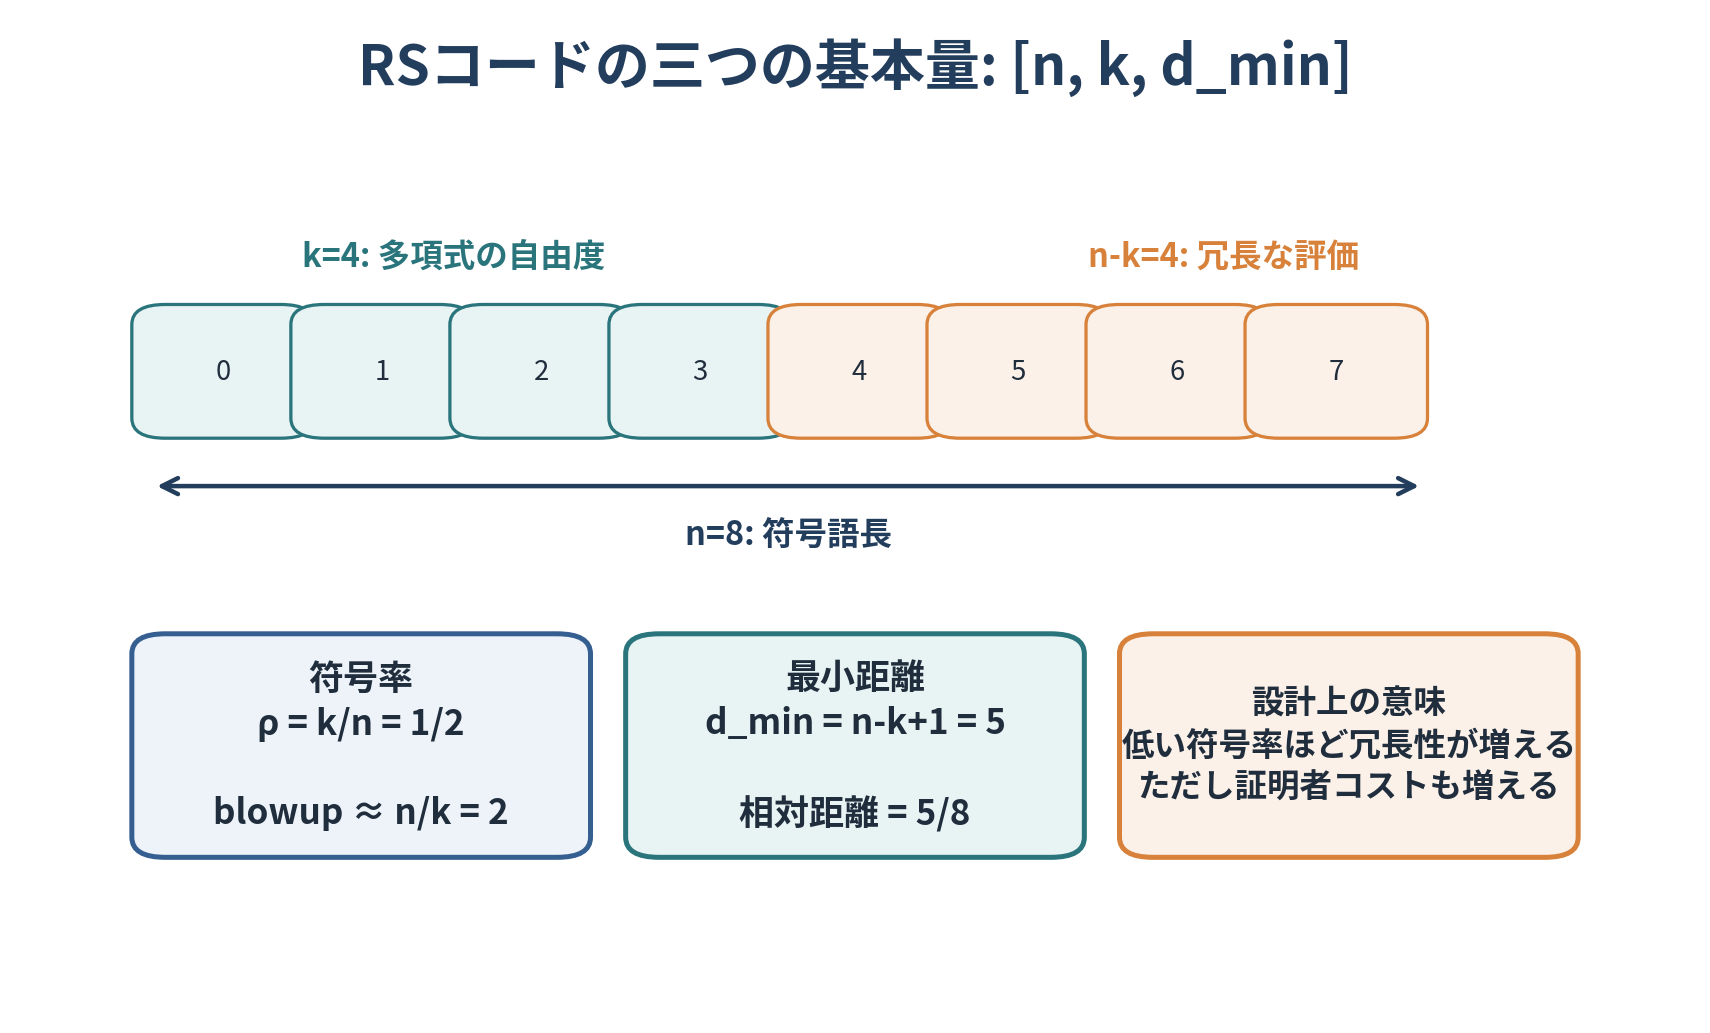 RSコードの三つの基本量: [n, k, d_min]
k=4: 多項式の自由度
n-k=4: 冗長な評価
0 1 2 3 4 5 6 7
n=8: 符号語長
符号率
ρ = k/n = 1/2
blowup ≈ n/k = 2
最小距離
d_min = n-k+1 = 5
相対距離 = 5/8
設計上の意味
低い符号率ほど冗長性が増える
ただし証明者コストも増える